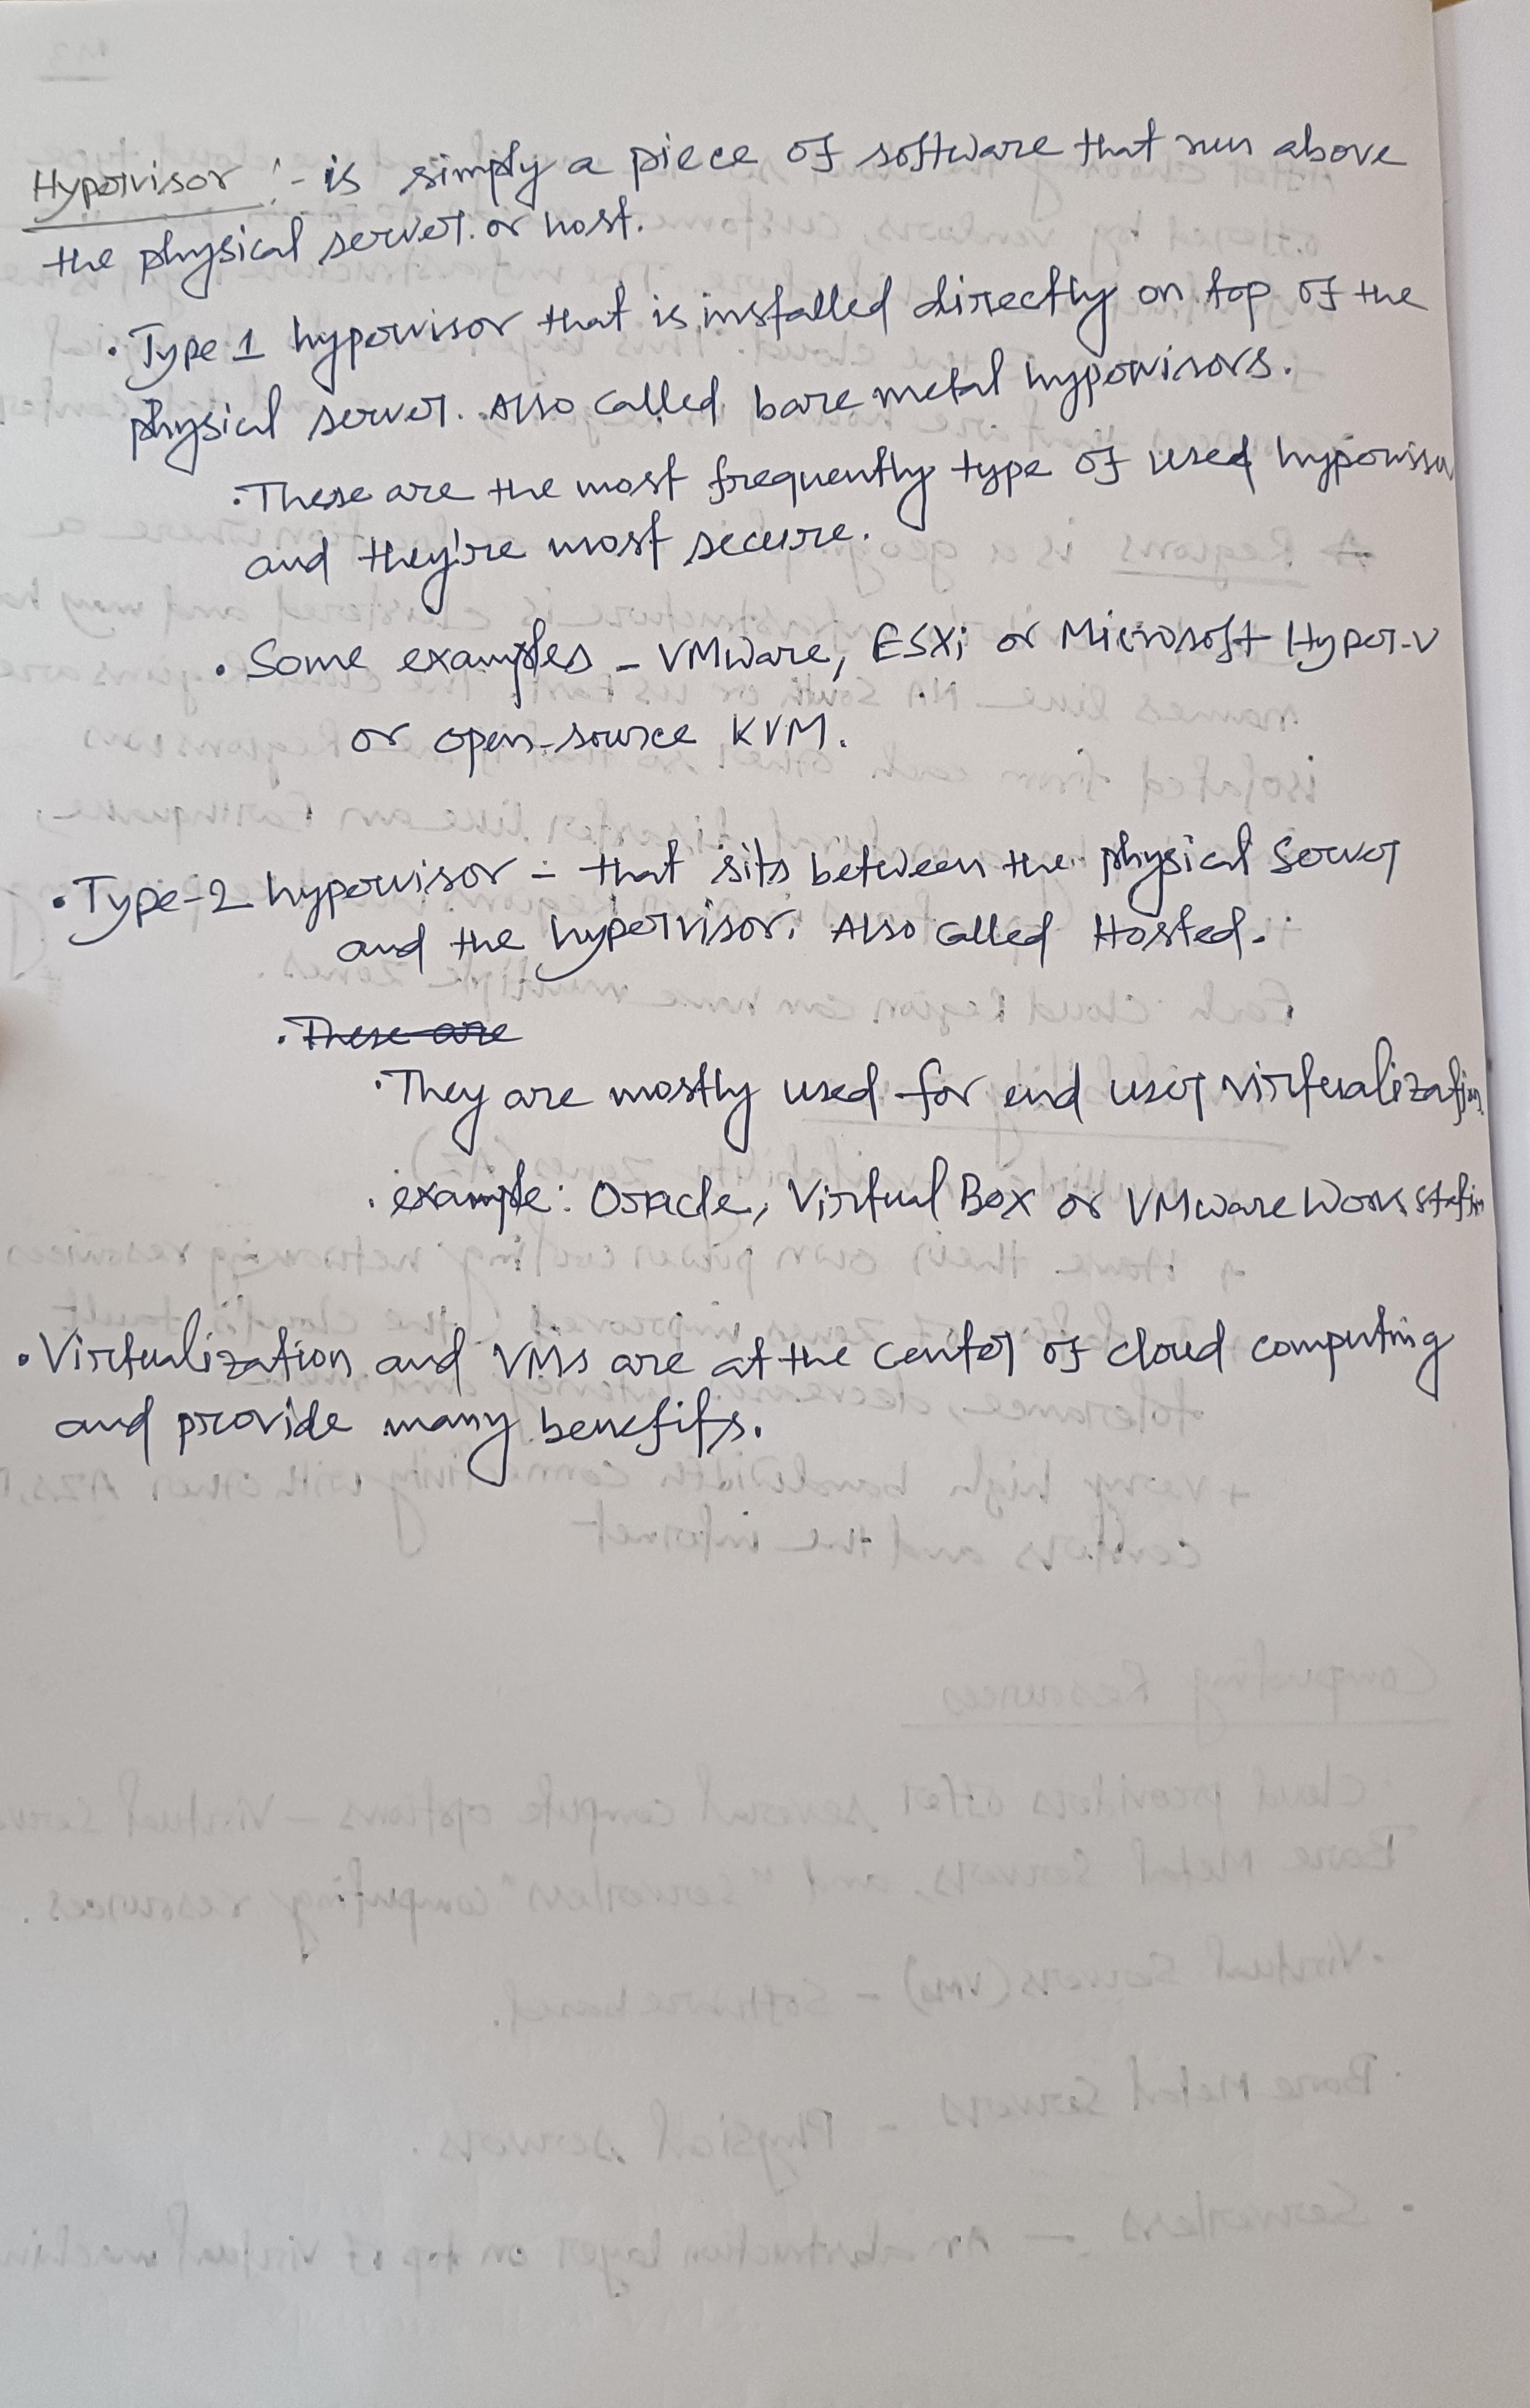 Hypervisor :- is simply a piece of software that run above
the physical server. or host.
• Type 1 hypervisor that is installed directly on top of the
physical server. Also called bare metal hypervisors.
• These are the most frequently type of used hypervisor
and they're most secure.
• Some examples - VMware, ESXi or Microsoft Hyper-V
or open-source KVM.
• Type-2 hypervisor - that sits between the physical server
and the hypervisor. Also called Hosted.
• These are
• They are mostly used for end user virtualization
• example: Oracle, Virtual Box or VMware Workstation
• Virtualization and VMs are at the center of cloud computing
and provide many benefits.